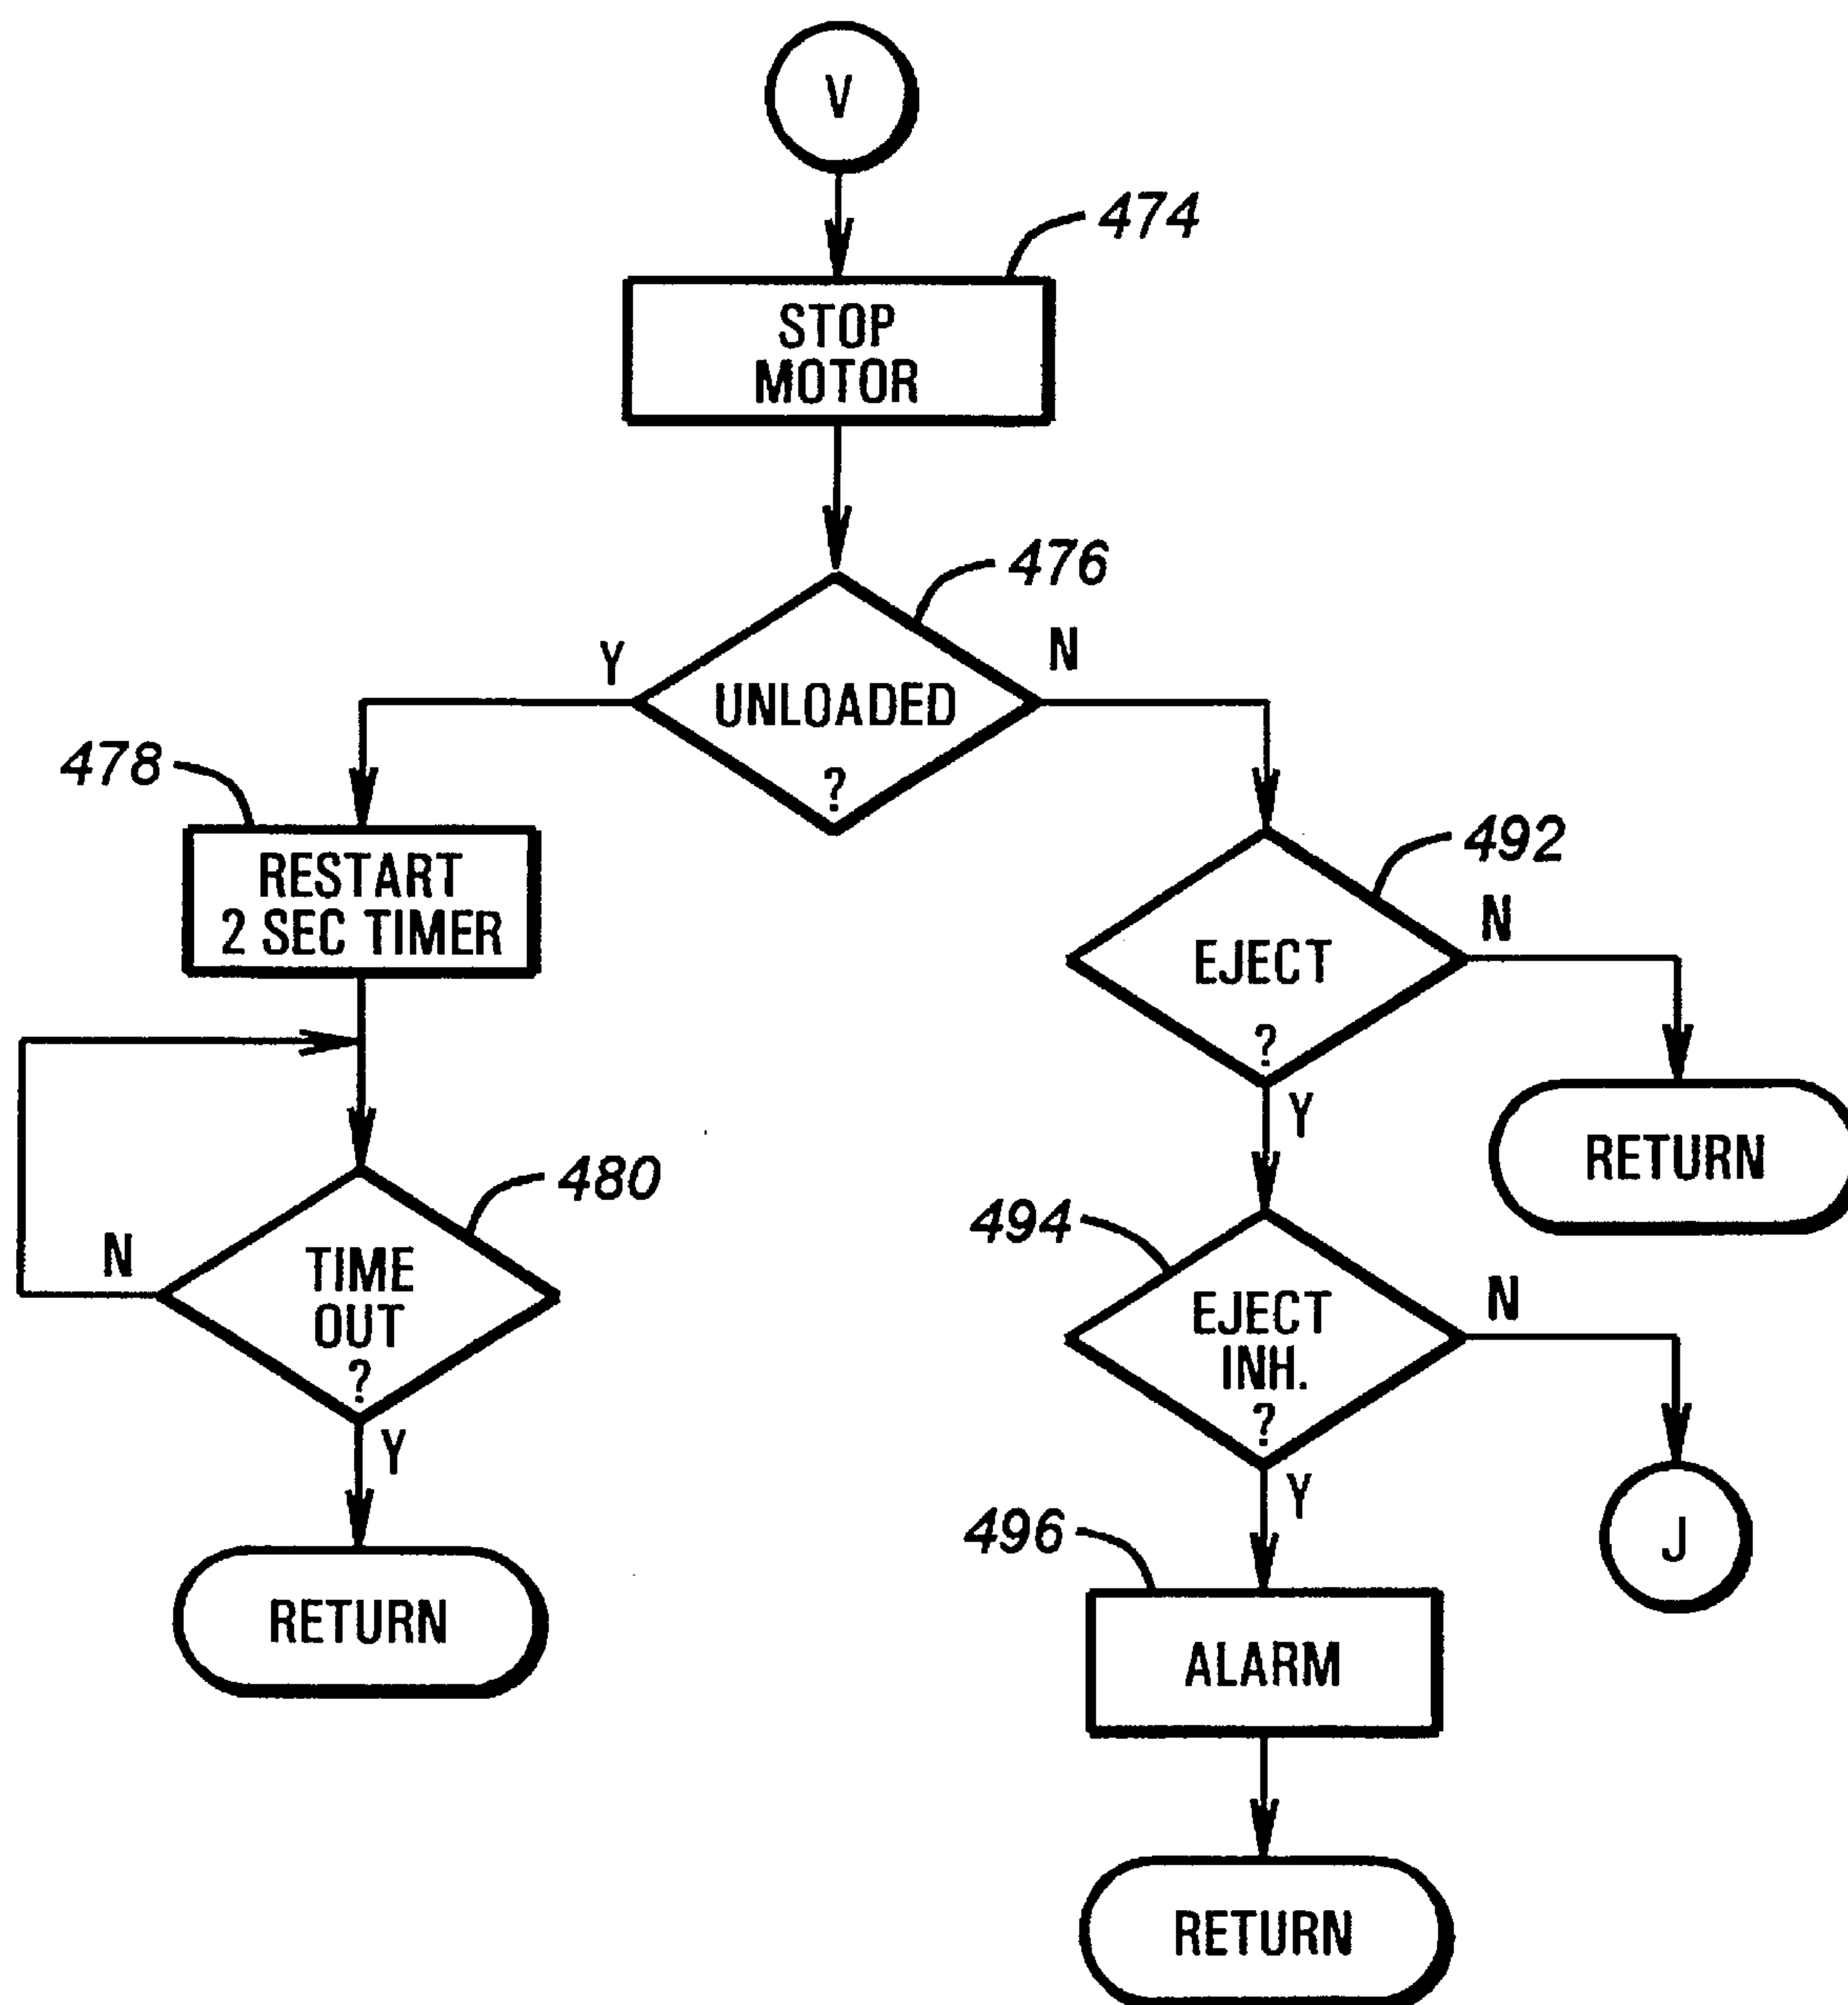 V
474
STOP
MOTOR
476
Y
N
UNLOADED
?
478
RESTART
2 SEC TIMER
492
N
EJECT
?
Y
RETURN
480
N
TIME
OUT
?
Y
RETURN
494
N
EJECT
INH.
?
Y
J
496
ALARM
RETURN